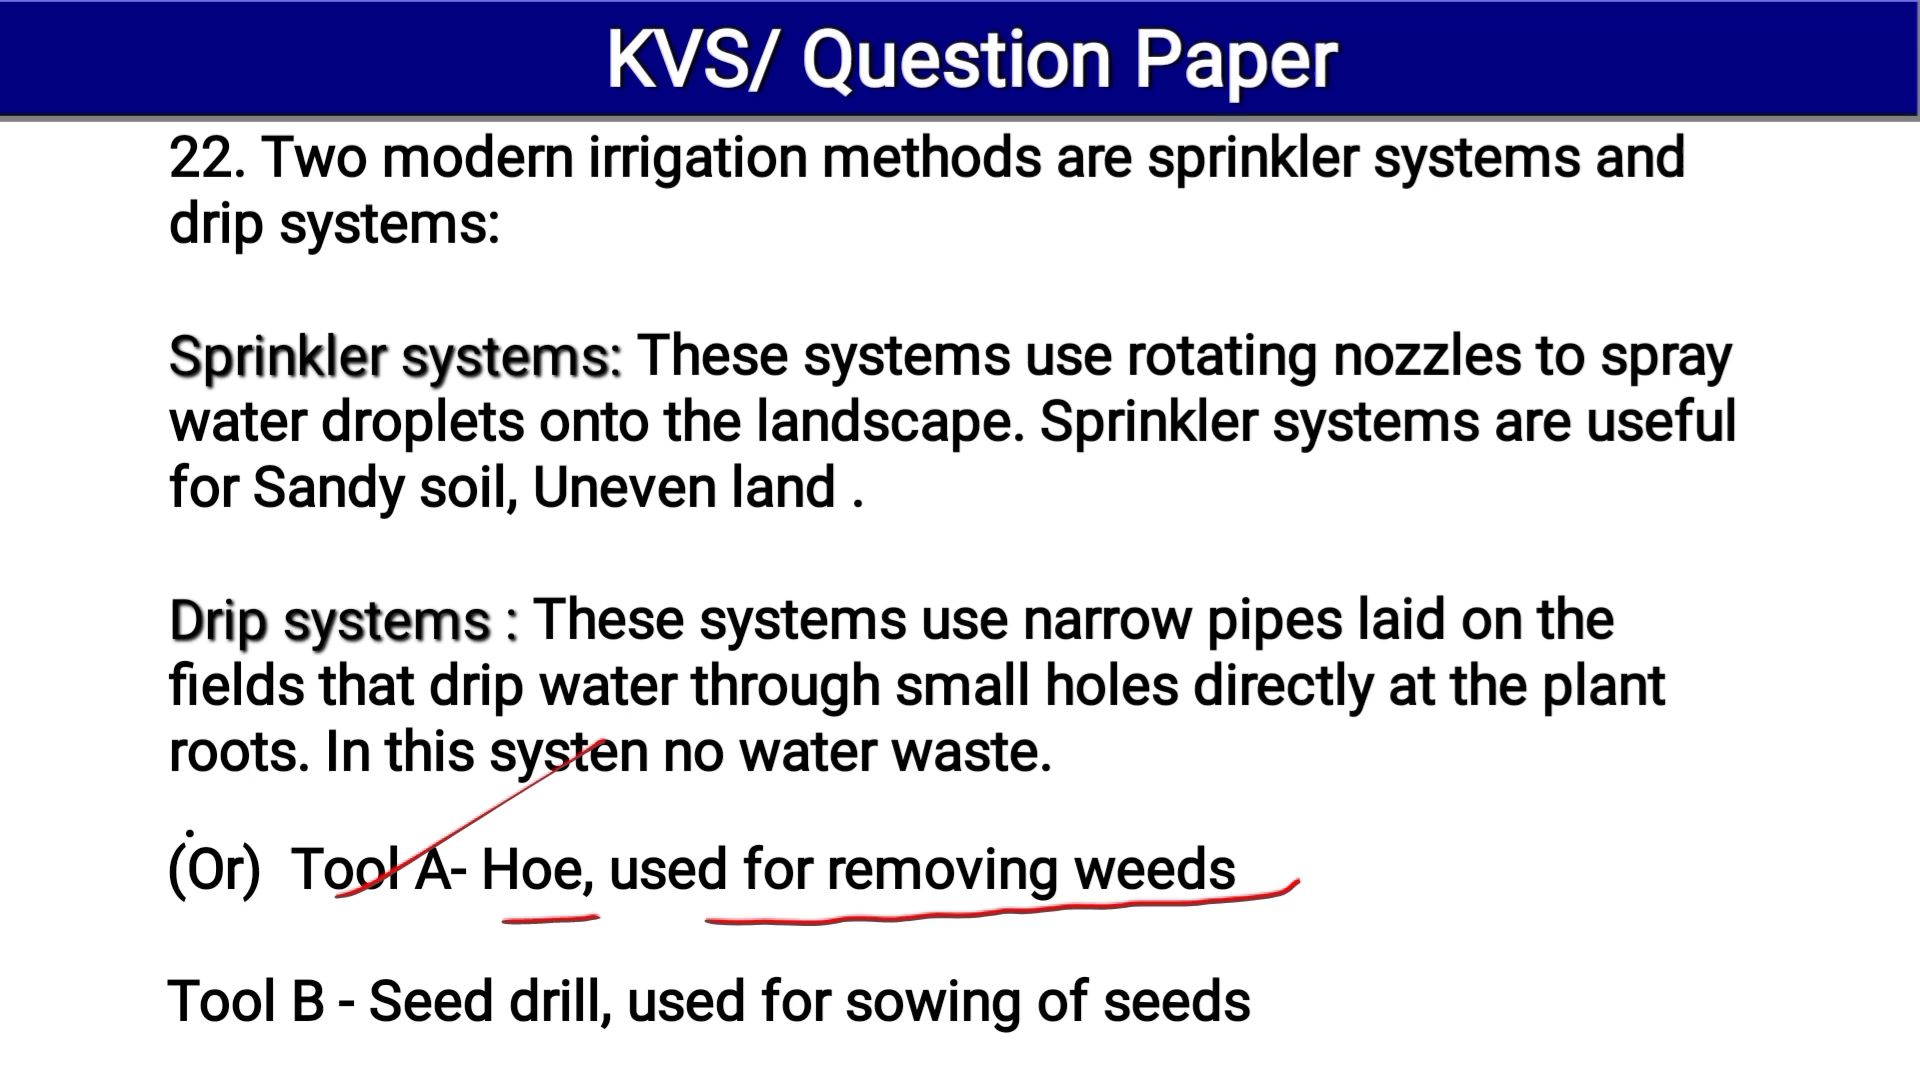 KVS/ Question Paper
22. Two modern irrigation methods are sprinkler systems and
drip systems:
Sprinkler systems: These systems use rotating nozzles to spray
water droplets onto the landscape. Sprinkler systems are useful
for Sandy soil, Uneven land .
Drip systems : These systems use narrow pipes laid on the
fields that drip water through small holes directly at the plant
roots. In this systen no water waste.
(Or) Tool A- Hoe, used for removing weeds
Tool B - Seed drill, used for sowing of seeds